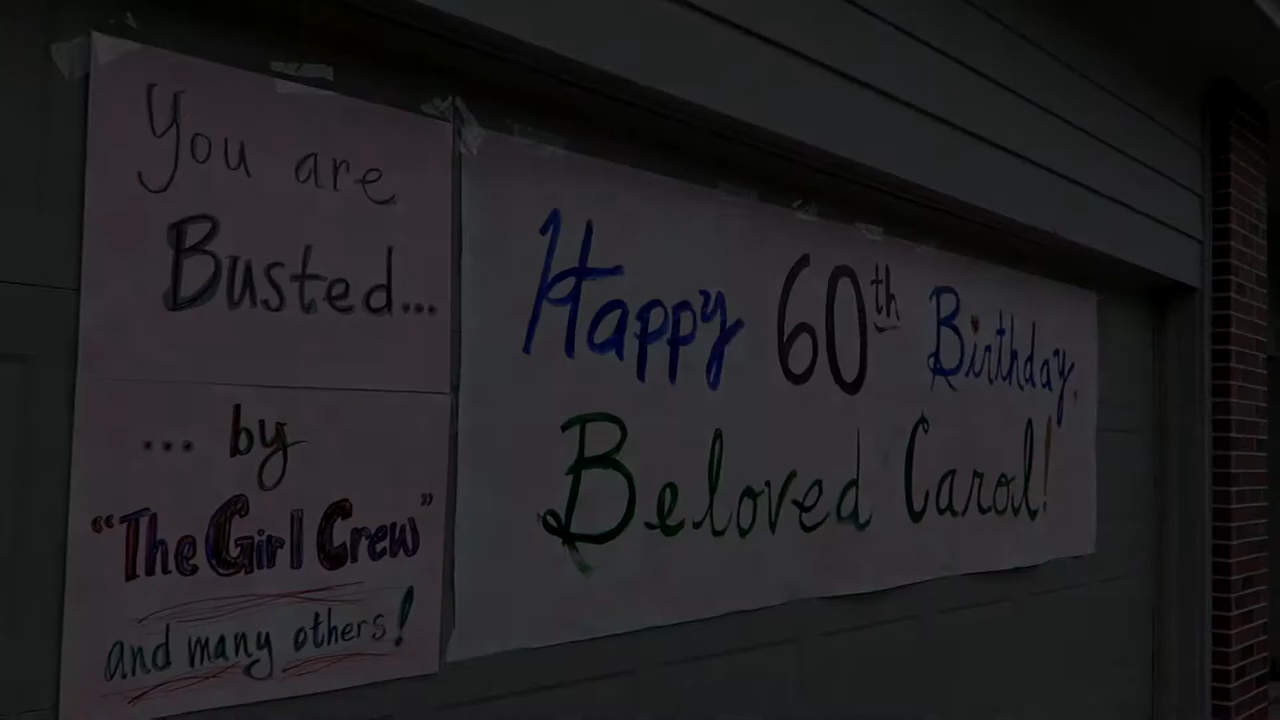 You are
Busted...
... by
"The Girl Crew"
and many others!
Happy 60th Birthday,
Beloved Carol!